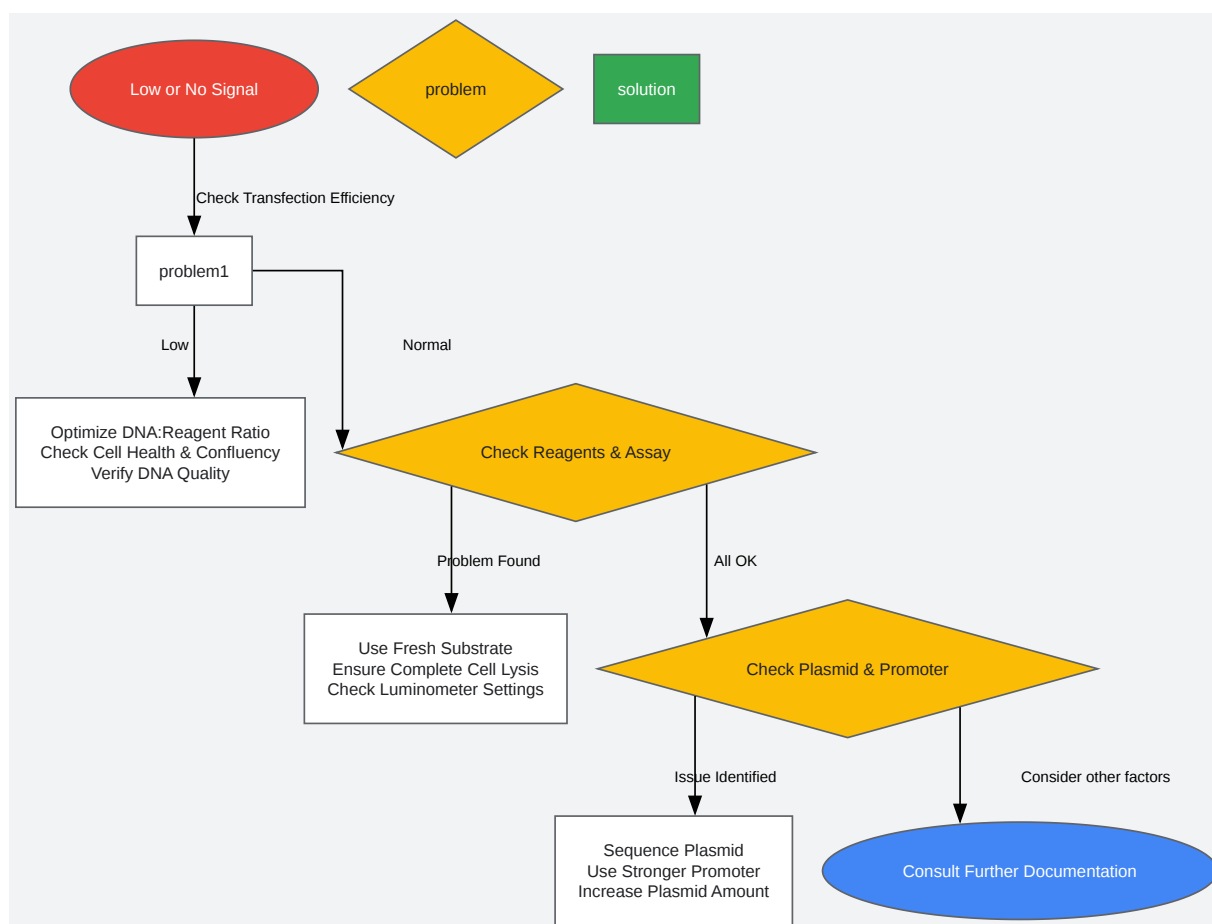 Low or No Signal
problem
solution
Check Transfection Efficiency
problem1
Low
Normal
Optimize DNA:Reagent Ratio
Check Cell Health & Confluency
Verify DNA Quality
Check Reagents & Assay
Problem Found
All OK
Use Fresh Substrate
Ensure Complete Cell Lysis
Check Luminometer Settings
Check Plasmid & Promoter
Issue Identified
Consider other factors
Sequence Plasmid
Use Stronger Promoter
Increase Plasmid Amount
Consult Further Documentation